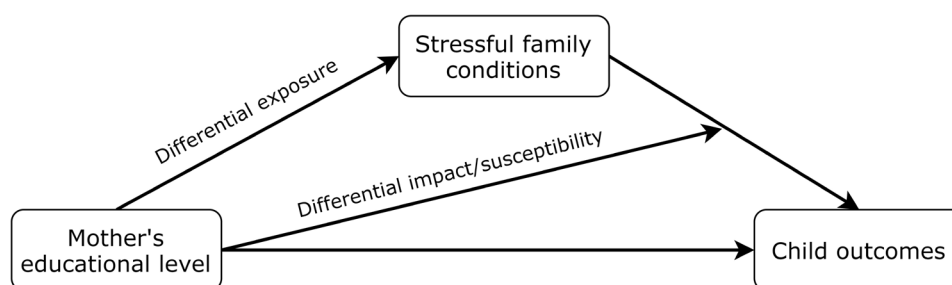 Stressful family
conditions
Differential exposure
Differential impact/susceptibility
Mother's
educational level
Child outcomes